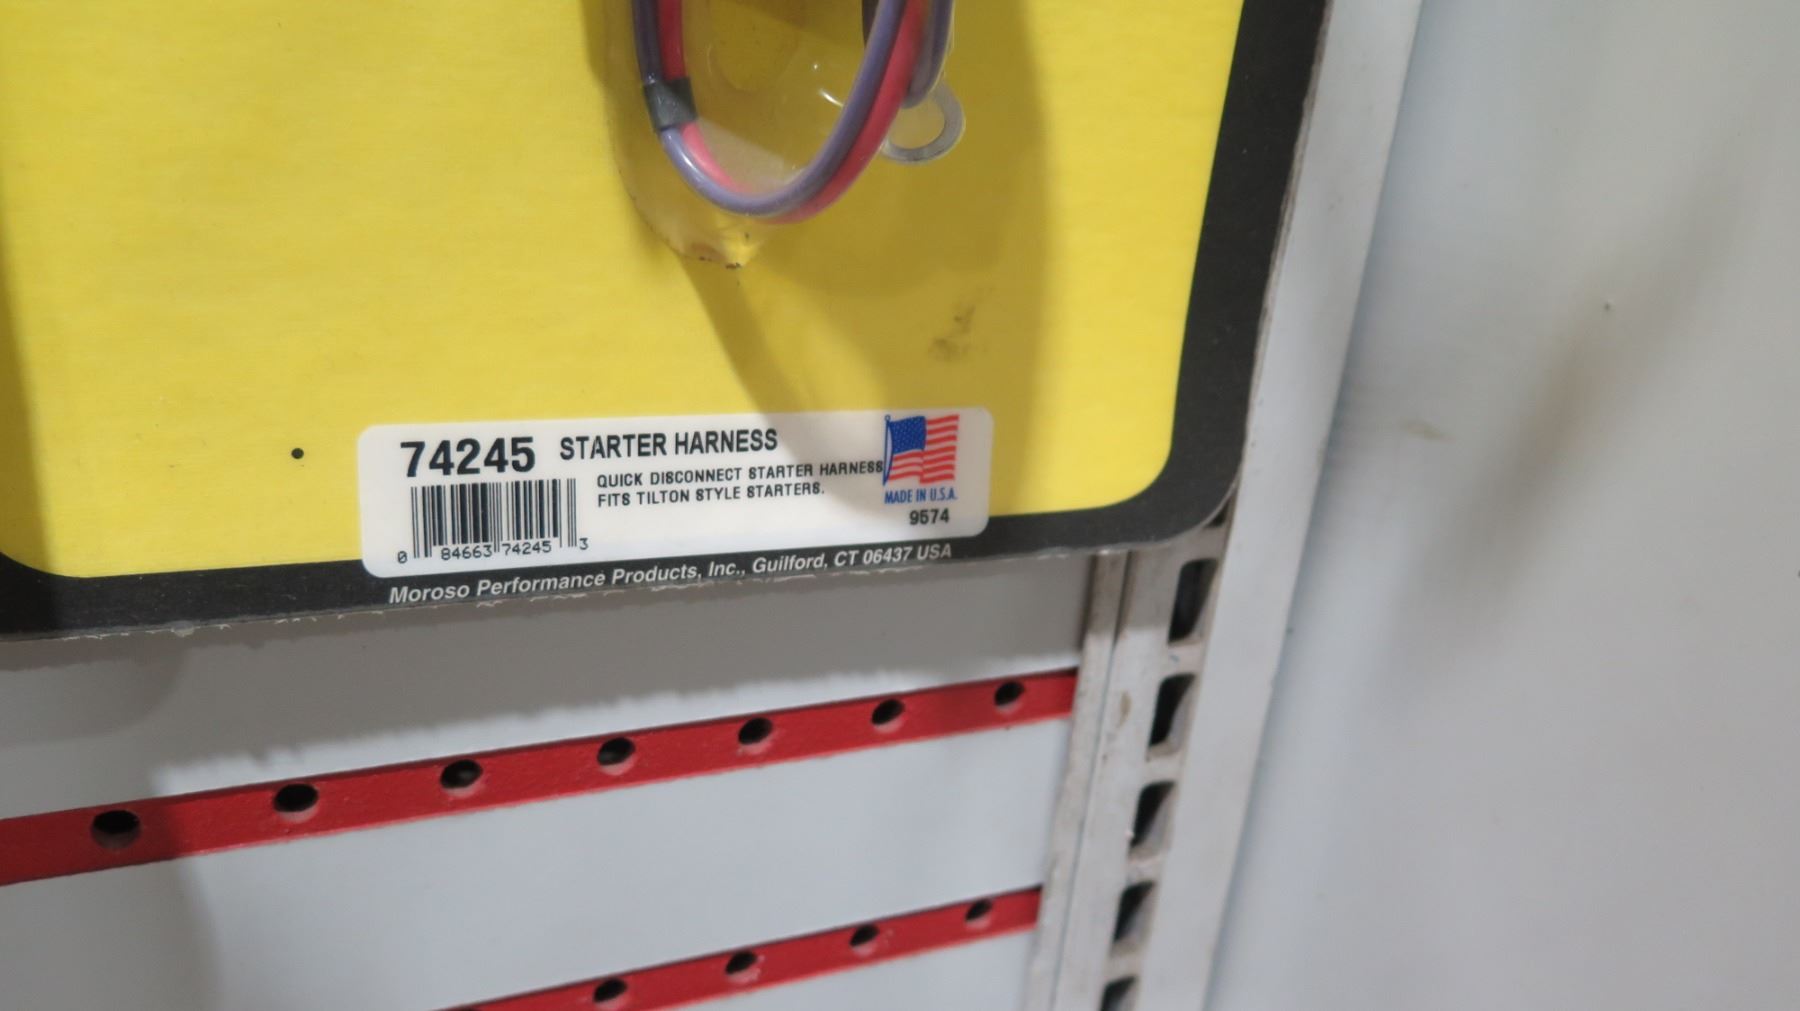 74245 STARTER HARNESS
QUICK DISCONNECT STARTER HARNESS
FITS TILTON STYLE STARTERS.
MADE IN U.S.A.
9574
0 84663 74245 3
Moroso Performance Products, Inc., Guilford, CT 06437 USA